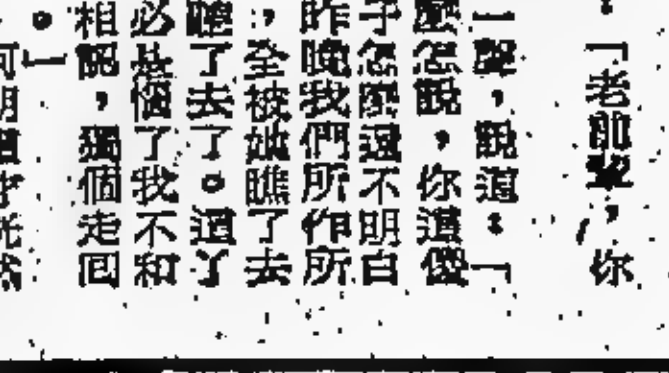 ：「老前輩，你
一聲，說道：「
麼怎說，你這傻
子怎麼還不明白
昨晚我們所作所
，全被她瞧了去
聽了去了。這丫
必是惱了我不和
相認，獨個走回
。」